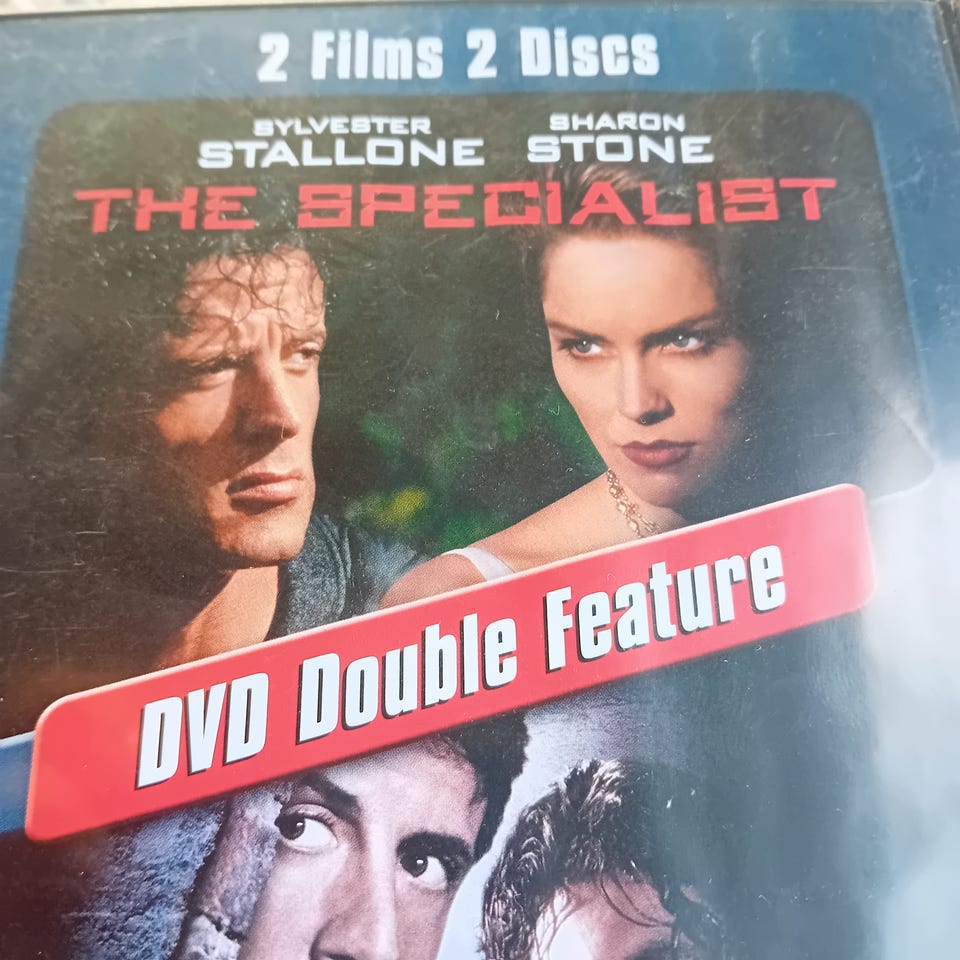 2 Films 2 Discs
SYLVESTER STALLONE
SHARON STONE
THE SPECIALIST
DVD Double Feature